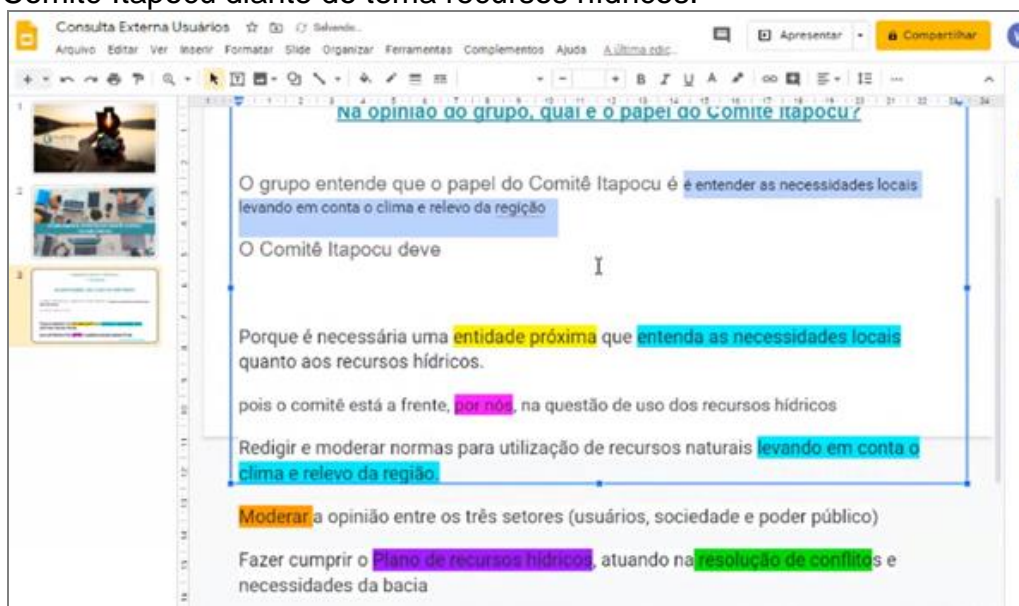 Comitê Itapocu diante do tema recursos hídricos.
Consulta Externa Usuários Salvando...
Arquivo Editar Ver Inserir Formatar Slide Organizar Ferramentas Complementos Ajuda A última ediç...
Apresentar
Compartilhar
Na opinião do grupo, qual é o papel do Comitê Itapocu?
O grupo entende que o papel do Comitê Itapocu é é entender as necessidades locais
levando em conta o clima e relevo da regição
O Comitê Itapocu deve
Porque é necessária uma entidade próxima que entenda as necessidades locais
quanto aos recursos hídricos.
pois o comitê está a frente, por nós, na questão de uso dos recursos hídricos
Redigir e moderar normas para utilização de recursos naturais levando em conta o
clima e relevo da região.
Moderar a opinião entre os três setores (usuários, sociedade e poder público)
Fazer cumprir o Plano de recursos hídricos, atuando na resolução de conflitos e
necessidades da bacia